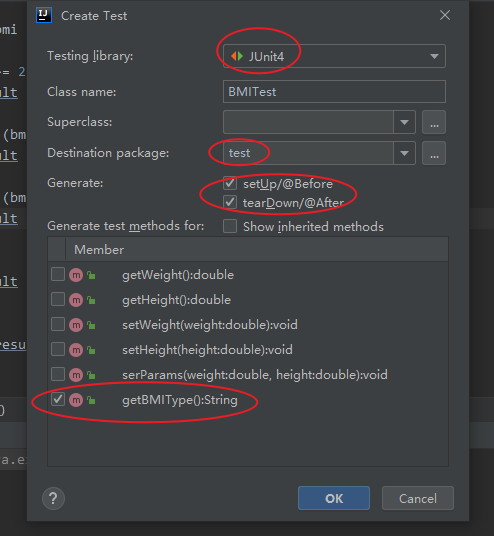 Create Test
omi
Testing library:
JUnit4
== 2
ult
Class name:
BMITest
Superclass:
...
(bm
ult
Destination package:
test
...
Generate:
setUp/@Before
(bm
tearDown/@After
ult
Generate test methods for:
Show inherited methods
Member
getWeight():double
ult
getHeight():double
setWeight(weight:double):void
esu
setHeight(height:double):void
serParams(weight:double, height:double):void
getBMIType():String
)
a.e
?
OK
Cancel